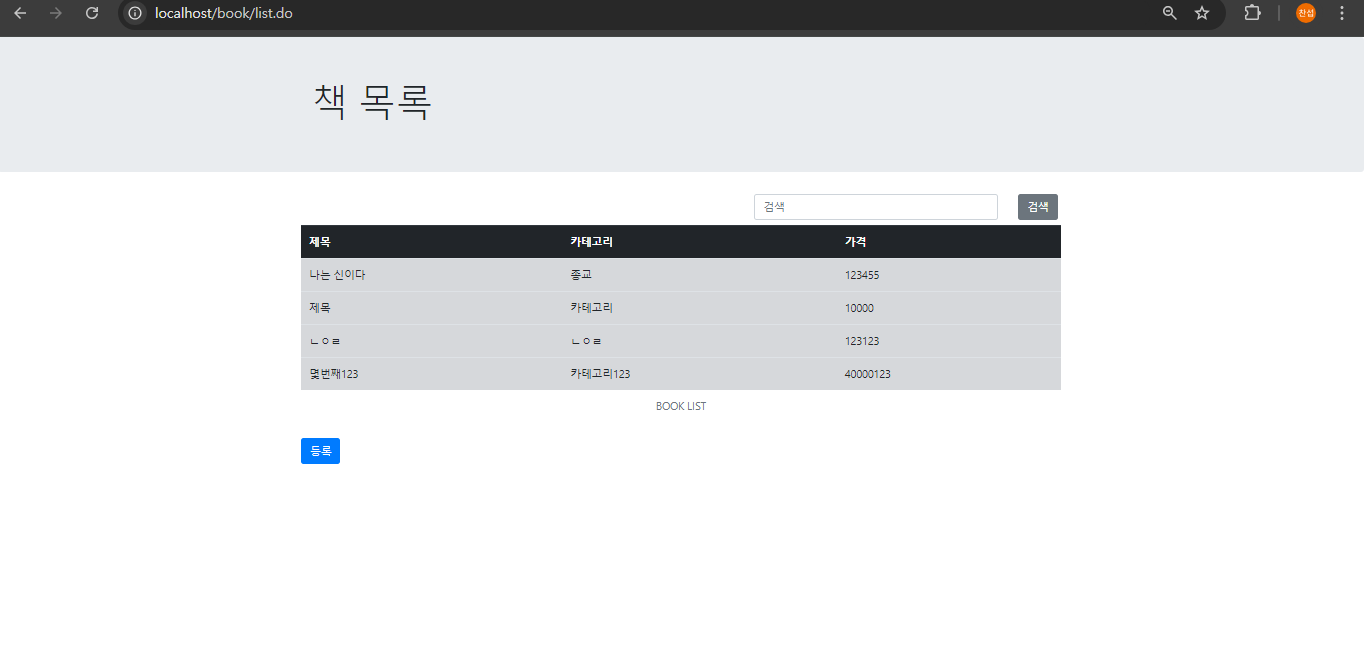 localhost/book/list.do
찬섭
책 목록
검색 검색
제목 카테고리 가격
나는 신이다 종교 123455
제목 카테고리 10000
ㄴㅇㄹ ㄴㅇㄹ 123123
몇번째123 카테고리123 40000123
BOOK LIST
등록